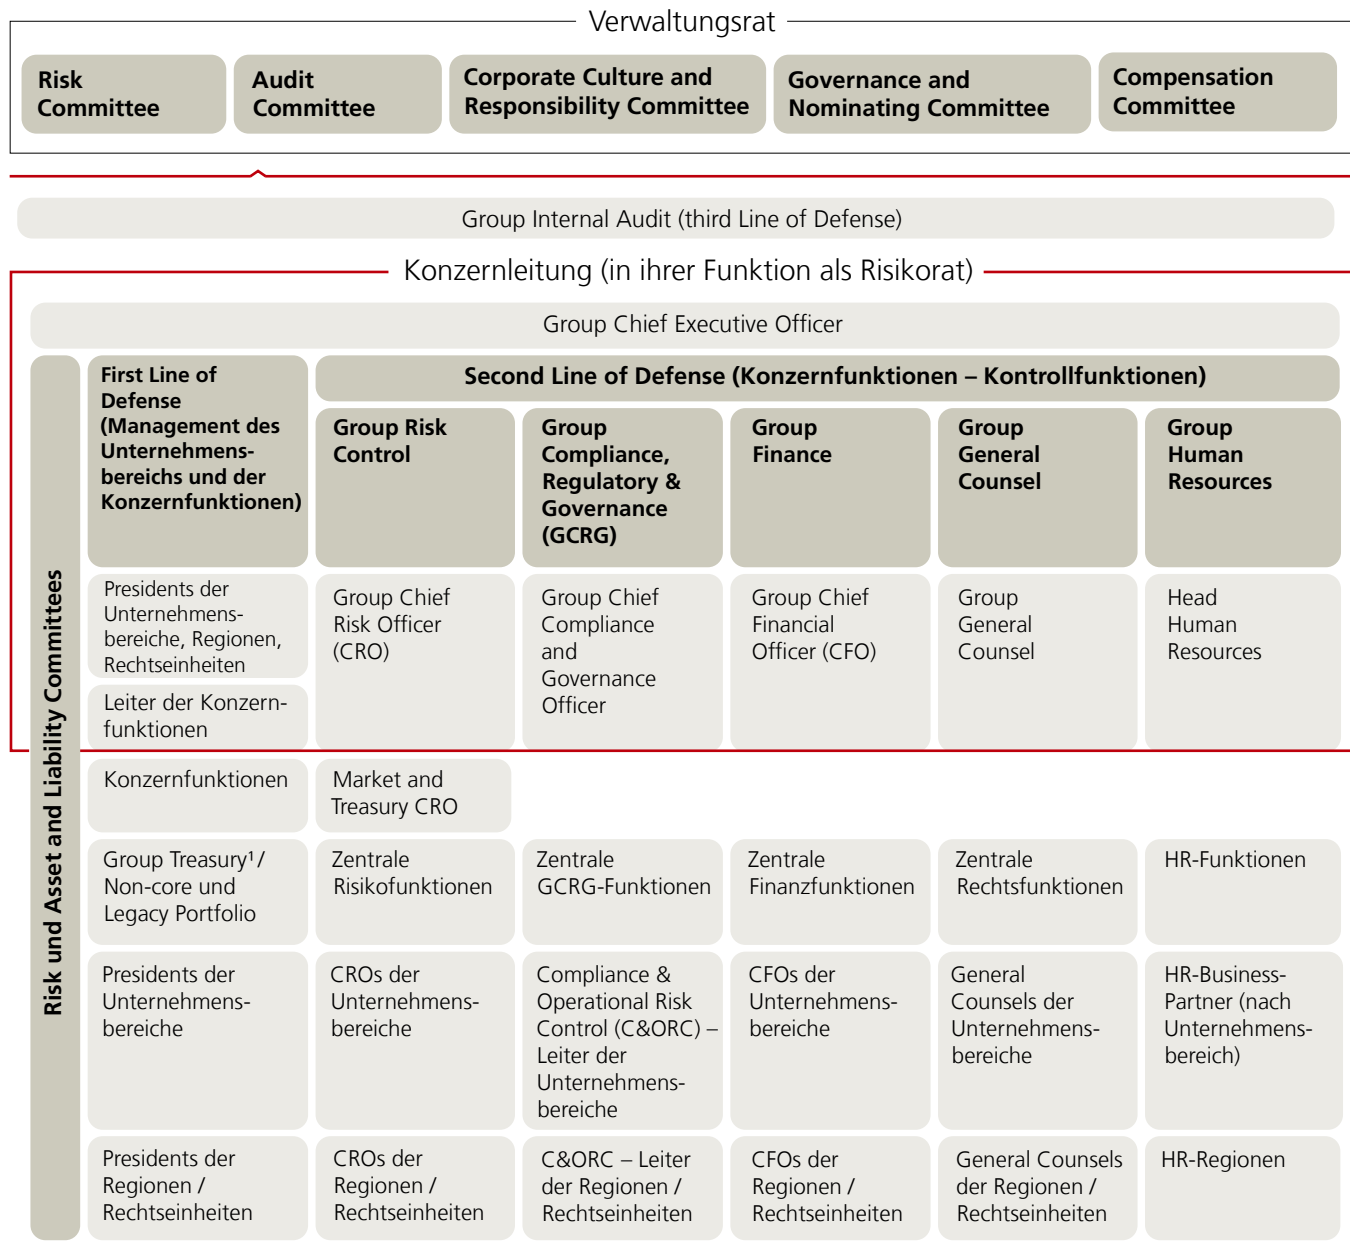 Verwaltungsrat
Risk
Committee
Audit
Committee
Corporate Culture and
Responsibility Committee
Governance and
Nominating Committee
Compensation
Committee
Group Internal Audit (third Line of Defense)
Konzernleitung (in ihrer Funktion als Risikorat)
Group Chief Executive Officer
Risk und Asset and Liability Committees
First Line of
Defense
(Management des
Unternehmens-
bereichs und der
Konzernfunktionen)
Second Line of Defense (Konzernfunktionen – Kontrollfunktionen)
Group Risk
Control
Group
Compliance,
Regulatory &
Governance
(GCRG)
Group
Finance
Group
General
Counsel
Group
Human
Resources
Presidents der
Unternehmens-
bereiche, Regionen,
Rechtseinheiten
Leiter der Konzern-
funktionen
Group Chief
Risk Officer
(CRO)
Group Chief
Compliance
and
Governance
Officer
Group Chief
Financial
Officer (CFO)
Group
General
Counsel
Head
Human
Resources
Konzernfunktionen
Market and
Treasury CRO
Group Treasury¹/
Non-core und
Legacy Portfolio
Zentrale
Risikofunktionen
Zentrale
GCRG-Funktionen
Zentrale
Finanzfunktionen
Zentrale
Rechtsfunktionen
HR-Funktionen
Presidents der
Unternehmens-
bereiche
CROs der
Unternehmens-
bereiche
Compliance &
Operational Risk
Control (C&ORC) –
Leiter der
Unternehmens-
bereiche
CFOs der
Unternehmens-
bereiche
General
Counsels der
Unternehmens-
bereiche
HR-Business-
Partner (nach
Unternehmens-
bereich)
Presidents der
Regionen /
Rechtseinheiten
CROs der
Regionen /
Rechtseinheiten
C&ORC – Leiter
der Regionen /
Rechtseinheiten
CFOs der
Regionen /
Rechtseinheiten
General Counsels
der Regionen /
Rechtseinheiten
HR-Regionen